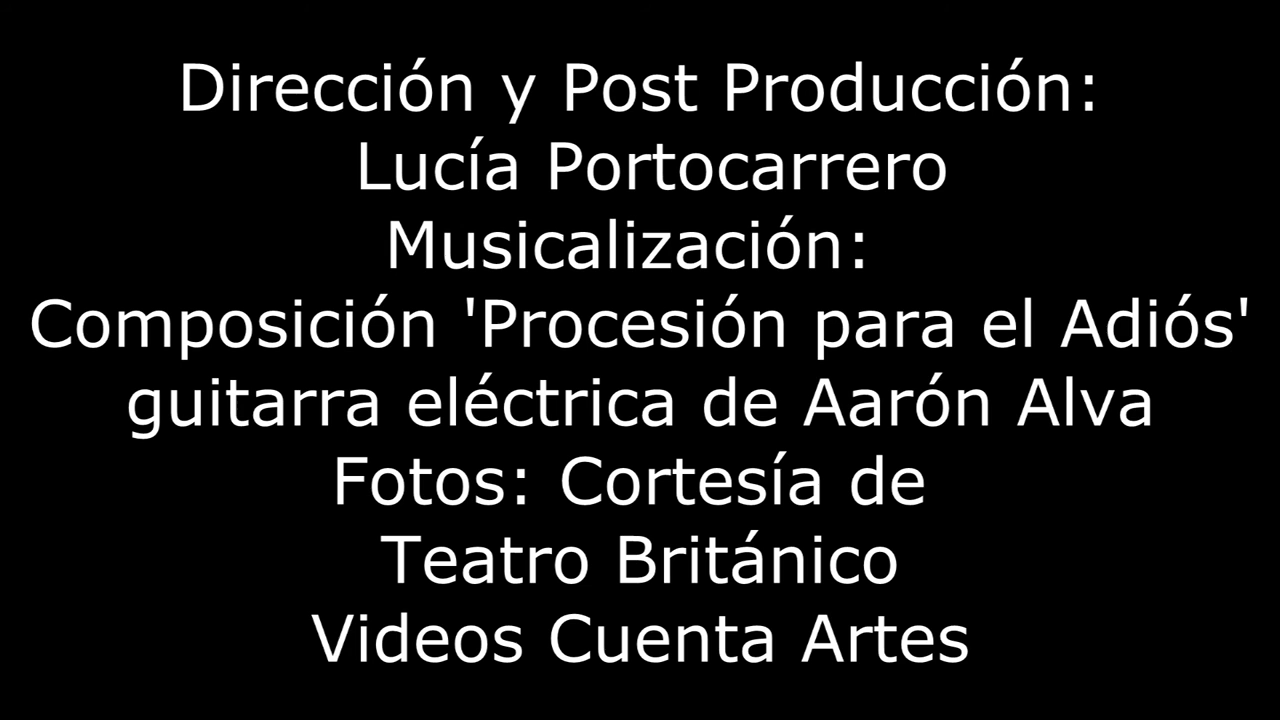 Dirección y Post Producción:
Lucía Portocarrero
Musicalización:
Composición 'Procesión para el Adiós'
guitarra eléctrica de Aarón Alva
Fotos: Cortesía de
Teatro Británico
Videos Cuenta Artes